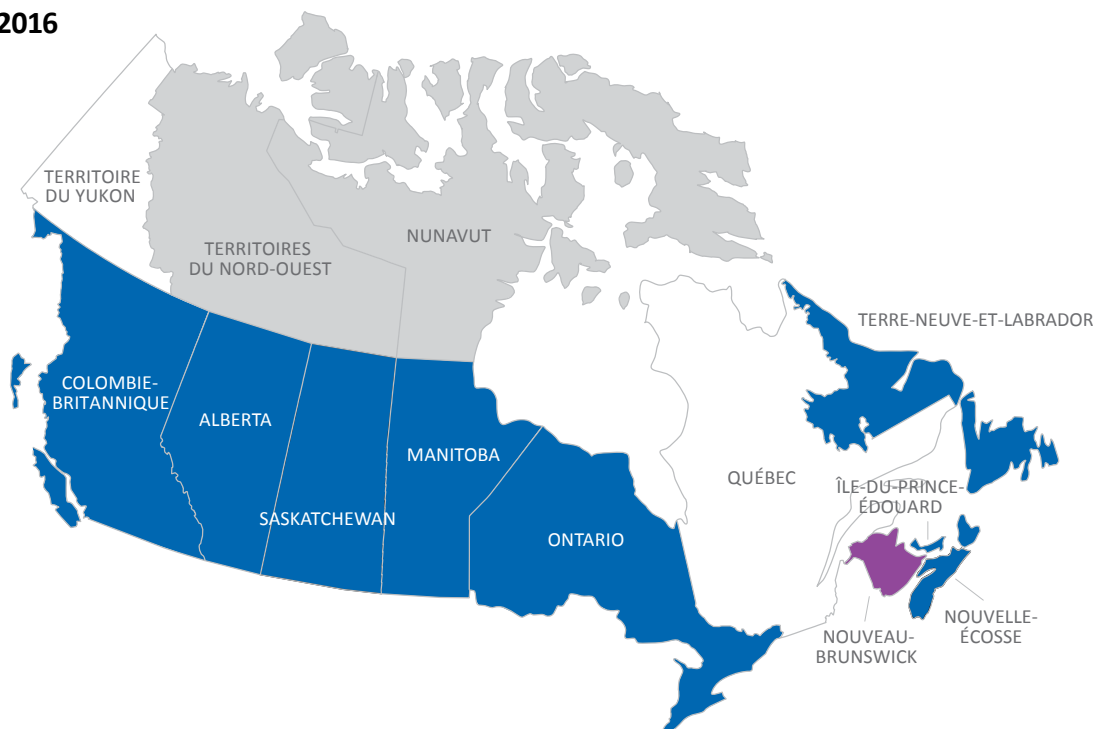 2016
TERRITOIRE
DU YUKON
TERRITOIRES
DU NORD-OUEST
NUNAVUT
TERRE-NEUVE-ET-LABRADOR
COLOMBIE-
BRITANNIQUE
ALBERTA
MANITOBA
SASKATCHEWAN
ONTARIO
QUÉBEC
ÎLE-DU-PRINCE-
ÉDOUARD
NOUVELLE-
ÉCOSSE
NOUVEAU-
BRUNSWICK